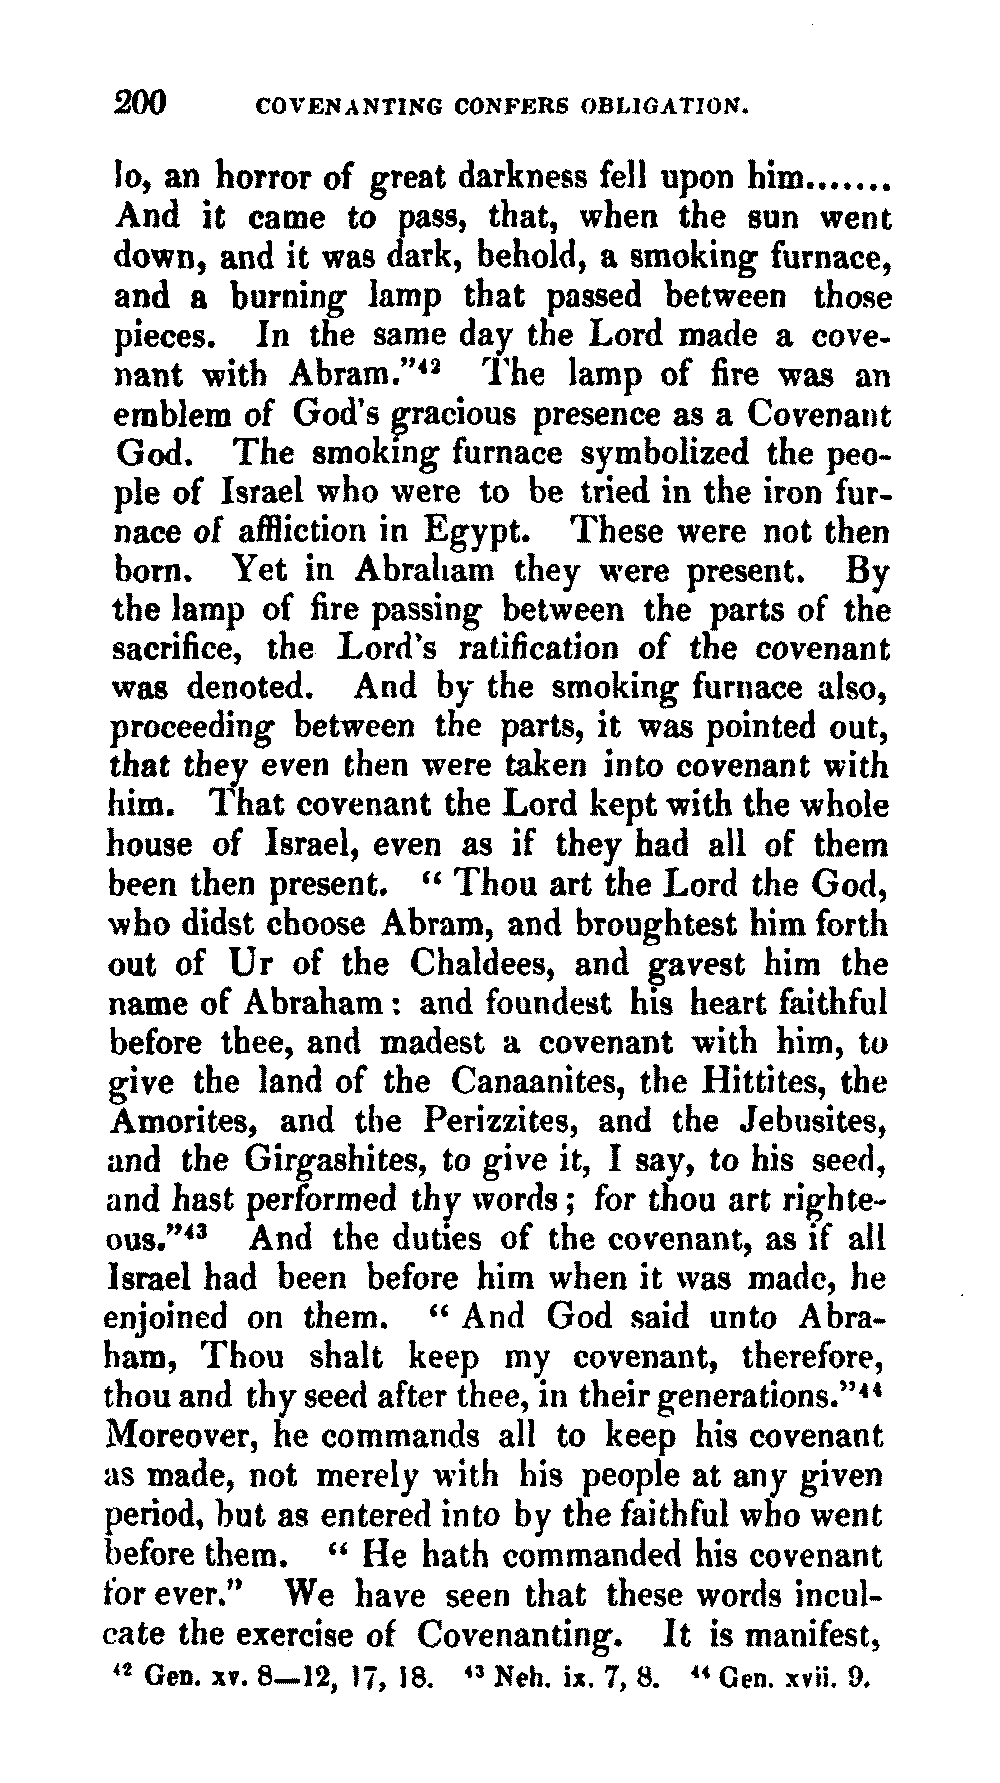 200 COVENANTING CONFERS OBLIGATION.
lo, an horror of great darkness fell upon him.......
And it came to pass, that, when the sun went
down, and it was dark, behold, a smoking furnace,
and a burning lamp that passed between those
pieces. In the same day the Lord made a cove-
nant with Abram.”⁴² The lamp of fire was an
emblem of God's gracious presence as a Covenant
God. The smoking furnace symbolized the peo-
ple of Israel who were to be tried in the iron fur-
nace of affliction in Egypt. These were not then
born. Yet in Abraham they were present. By
the lamp of fire passing between the parts of the
sacrifice, the Lord's ratification of the covenant
was denoted. And by the smoking furnace also,
proceeding between the parts, it was pointed out,
that they even then were taken into covenant with
him. That covenant the Lord kept with the whole
house of Israel, even as if they had all of them
been then present. “ Thou art the Lord the God,
who didst choose Abram, and broughtest him forth
out of Ur of the Chaldees, and gavest him the
name of Abraham: and foundest his heart faithful
before thee, and madest a covenant with him, to
give the land of the Canaanites, the Hittites, the
Amorites, and the Perizzites, and the Jebusites,
and the Girgashites, to give it, I say, to his seed,
and hast performed thy words; for thou art righte-
ous.”⁴³ And the duties of the covenant, as if all
Israel had been before him when it was made, he
enjoined on them. “ And God said unto Abra-
ham, Thou shalt keep my covenant, therefore,
thou and thy seed after thee, in their generations.”⁴⁴
Moreover, he commands all to keep his covenant
as made, not merely with his people at any given
period, but as entered into by the faithful who went
before them. “ He hath commanded his covenant
for ever.” We have seen that these words incul-
cate the exercise of Covenanting. It is manifest,
⁴² Gen. xv. 8—12, 17, 18. ⁴³ Neh. ix. 7, 8. ⁴⁴ Gen. xvii. 9.